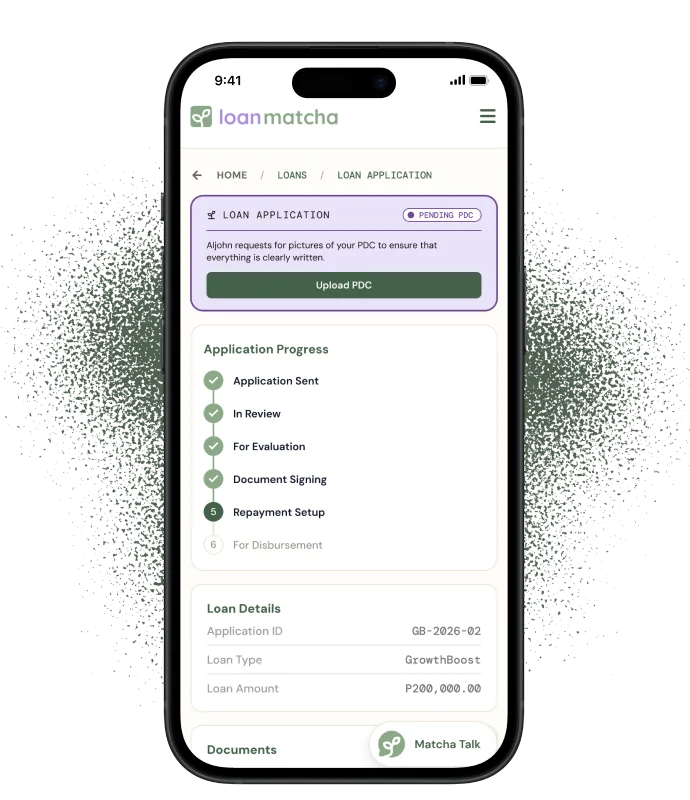 9:41
loanmatcha
HOME / LOANS / LOAN APPLICATION
LOAN APPLICATION
PENDING PDC
Aljohn requests for pictures of your PDC to ensure that
everything is clearly written.
Upload PDC
Application Progress
Application Sent
In Review
For Evaluation
Document Signing
5 Repayment Setup
6 For Disbursement
Loan Details
Application ID GB-2026-02
Loan Type GrowthBoost
Loan Amount P200,000.00
Documents
Matcha Talk